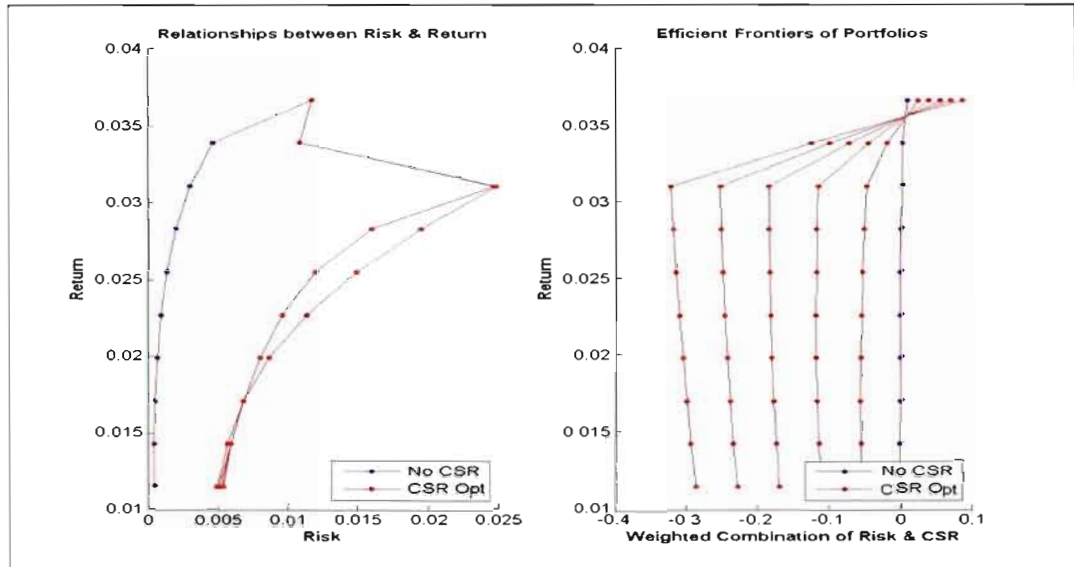 Relationships between Risk & Return
0.04
0.035
0.03
0.025
0.02
0.015
0.01
Return
0
0.005
0.01
0.015
0.02
0.025
Risk
No CSR
CSR Opt
Efficient Frontiers of Portfolios
0.04
0.035
0.03
0.025
0.02
0.015
0.01
Return
-0.4
-0.3
-0.2
-0.1
0
0.1
Weighted Combination of Risk & CSR
No CSR
CSR Opt